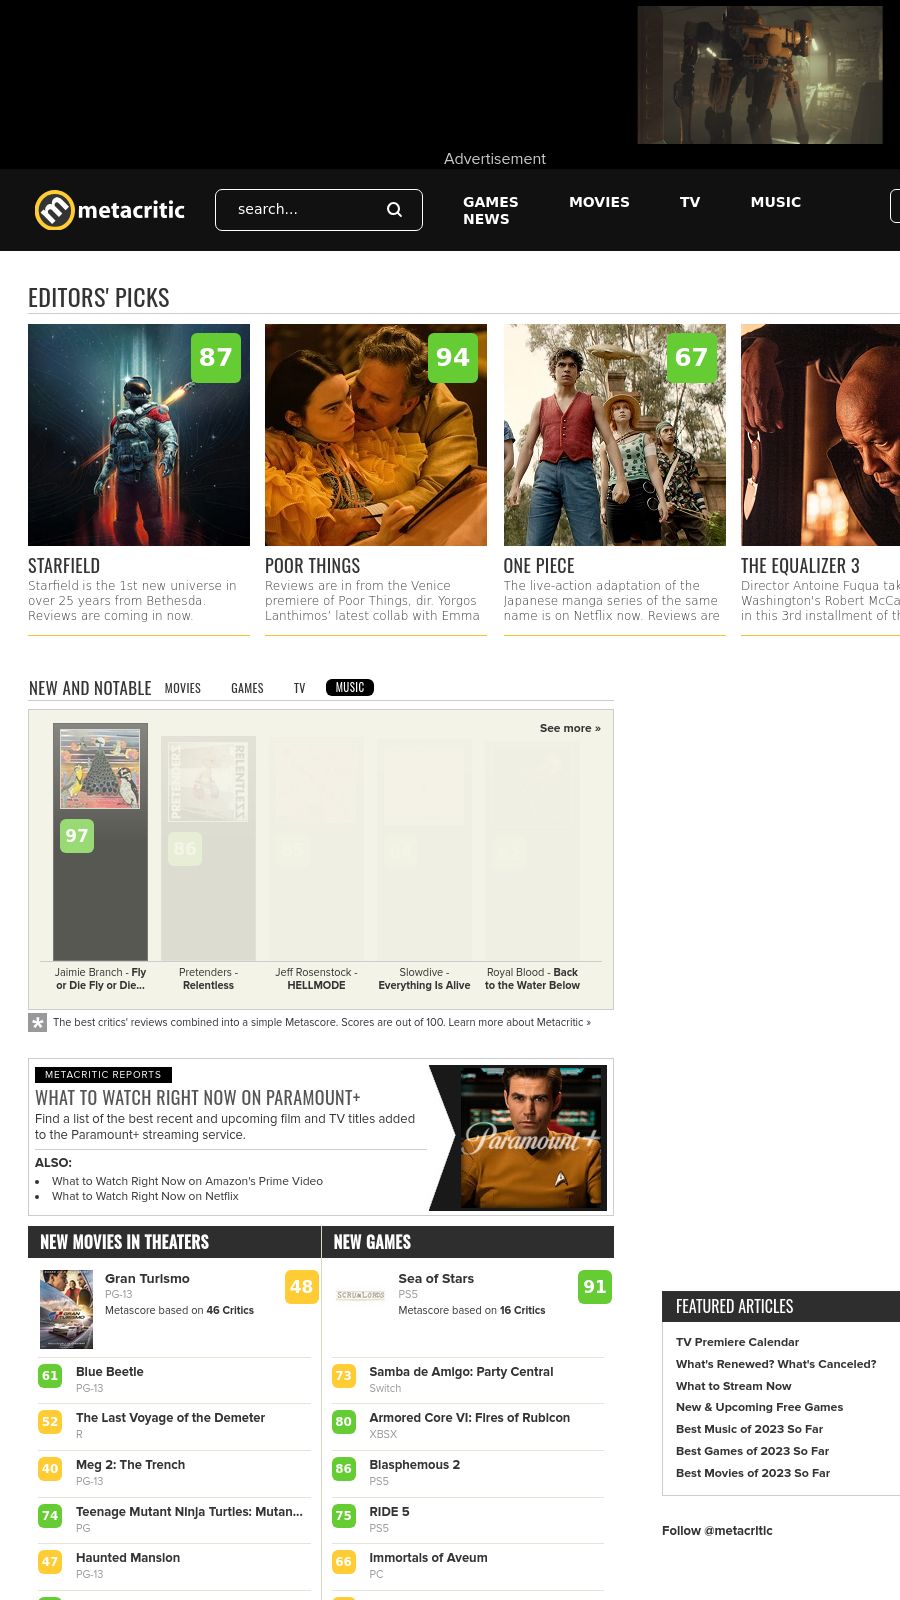 Advertisement
metacritic
search...
GAMES
MOVIES
TV
MUSIC
NEWS
EDITORS' PICKS
87
94
67
STARFIELD
Starfield is the 1st new universe in
over 25 years from Bethesda.
Reviews are coming in now.
POOR THINGS
Reviews are in from the Venice
premiere of Poor Things, dir. Yorgos
Lanthimos' latest collab with Emma
ONE PIECE
The live-action adaptation of the
Japanese manga series of the same
name is on Netflix now. Reviews are
THE EQUALIZER 3
Director Antoine Fuqua
Washington's Robert
in this 3rd installment of
NEW AND NOTABLE
MOVIES
GAMES
TV
MUSIC
See more »
97
PRETENDERS
RELENTLESS
86
85
Jaimie Branch - Fly
or Die Fly or Die...
Pretenders -
Relentless
Jeff Rosenstock -
HELLMODE
Slowdive -
Everything Is Alive
Royal Blood - Back
to the Water Below
* The best critics' reviews combined into a simple Metascore. Scores are out of 100. Learn more about Metacritic »
METACRITIC REPORTS
WHAT TO WATCH RIGHT NOW ON PARAMOUNT+
Find a list of the best recent and upcoming film and TV titles added
to the Paramount+ streaming service.
ALSO:
• What to Watch Right Now on Amazon's Prime Video
• What to Watch Right Now on Netflix
Paramount+
NEW MOVIES IN THEATERS
Gran Turismo
PG-13
Metascore based on 46 Critics
48
61 Blue Beetle
PG-13
52 The Last Voyage of the Demeter
R
40 Meg 2: The Trench
PG-13
74 Teenage Mutant Ninja Turtles: Mutan...
PG
47 Haunted Mansion
PG-13
NEW GAMES
Sea of Stars
PS5
Metascore based on 16 Critics
91
73 Samba de Amigo: Party Central
Switch
80 Armored Core VI: Fires of Rubicon
XBSX
86 Blasphemous 2
PS5
75 RIDE 5
PS5
66 Immortals of Aveum
PC
FEATURED ARTICLES
TV Premiere Calendar
What's Renewed? What's Canceled?
What to Stream Now
New & Upcoming Free Games
Best Music of 2023 So Far
Best Games of 2023 So Far
Best Movies of 2023 So Far
Follow @metacritic